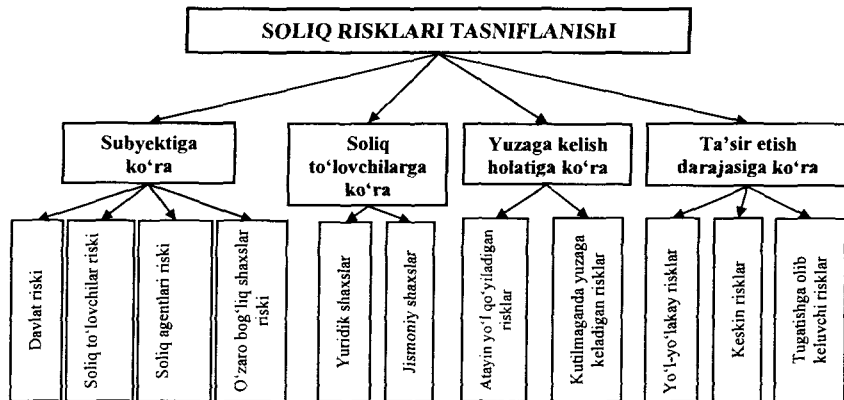 SOLIQ RISKLARI TASNIFLANIShI
Subyektiga
ko‘ra
Soliq
to‘lovchilarga
ko‘ra
Yuzaga kelish
holatiga ko‘ra
Ta’sir etish
darajasiga ko‘ra
Davlat riski
Soliq to‘lovchilar riski
Soliq agentlari riski
O‘zaro bog‘liq shaxslar
riski
Yuridik shaxslar
Jismoniy shaxslar
Atayin yo‘l qo‘yiladigan
risklar
Kutilmaganda yuzaga
keladigan risklar
Yo‘l-yo‘lakay risklar
Keskin risklar
Tugatishga olib
keluvchi risklar